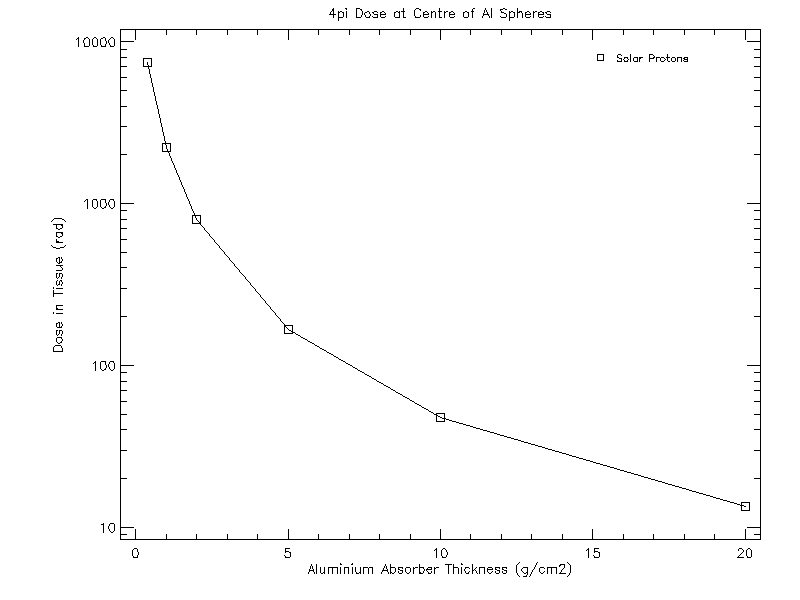 4pi Dose at Centre of Al Spheres
Solar Protons
10000
1000
100
10
Dose in Tissue (rad)
0 5 10 15 20
Aluminium Absorber Thickness (g/cm2)